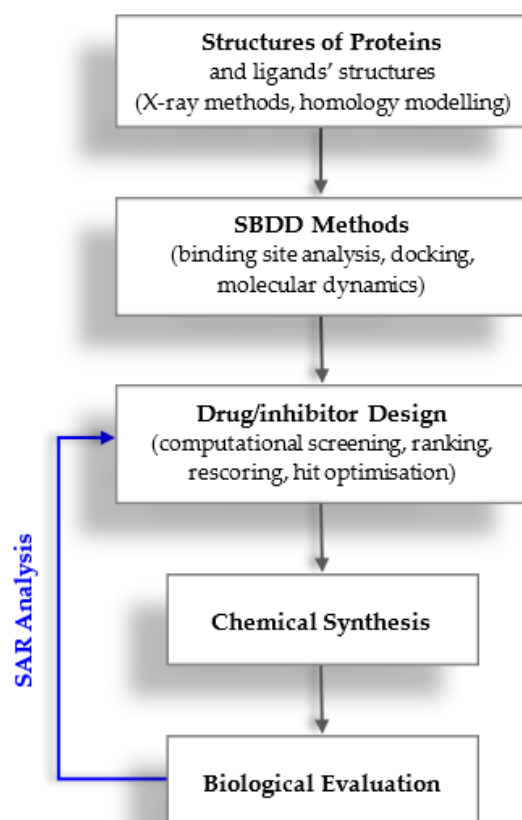 Structures of Proteins
and ligands’ structures
(X-ray methods, homology modelling)
SBDD Methods
(binding site analysis, docking,
molecular dynamics)
Drug/inhibitor Design
(computational screening, ranking,
rescoring, hit optimisation)
SAR Analysis
Chemical Synthesis
Biological Evaluation